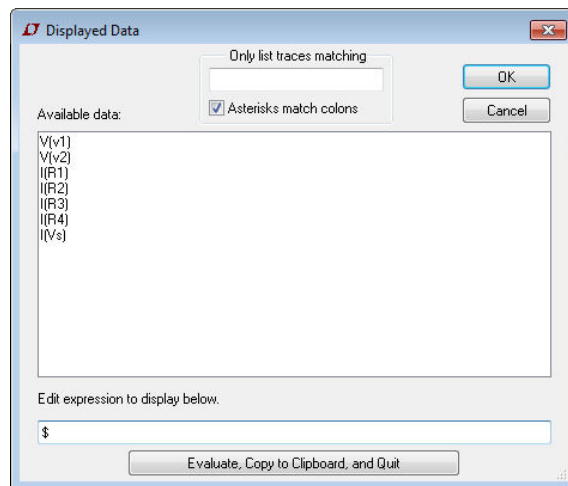 Displayed Data
Only list traces matching
OK
Asterisks match colons
Cancel
Available data:
V(v1)
V(v2)
I(R1)
I(R2)
I(R3)
I(R4)
I(Vs)
Edit expression to display below.
$
Evaluate, Copy to Clipboard, and Quit